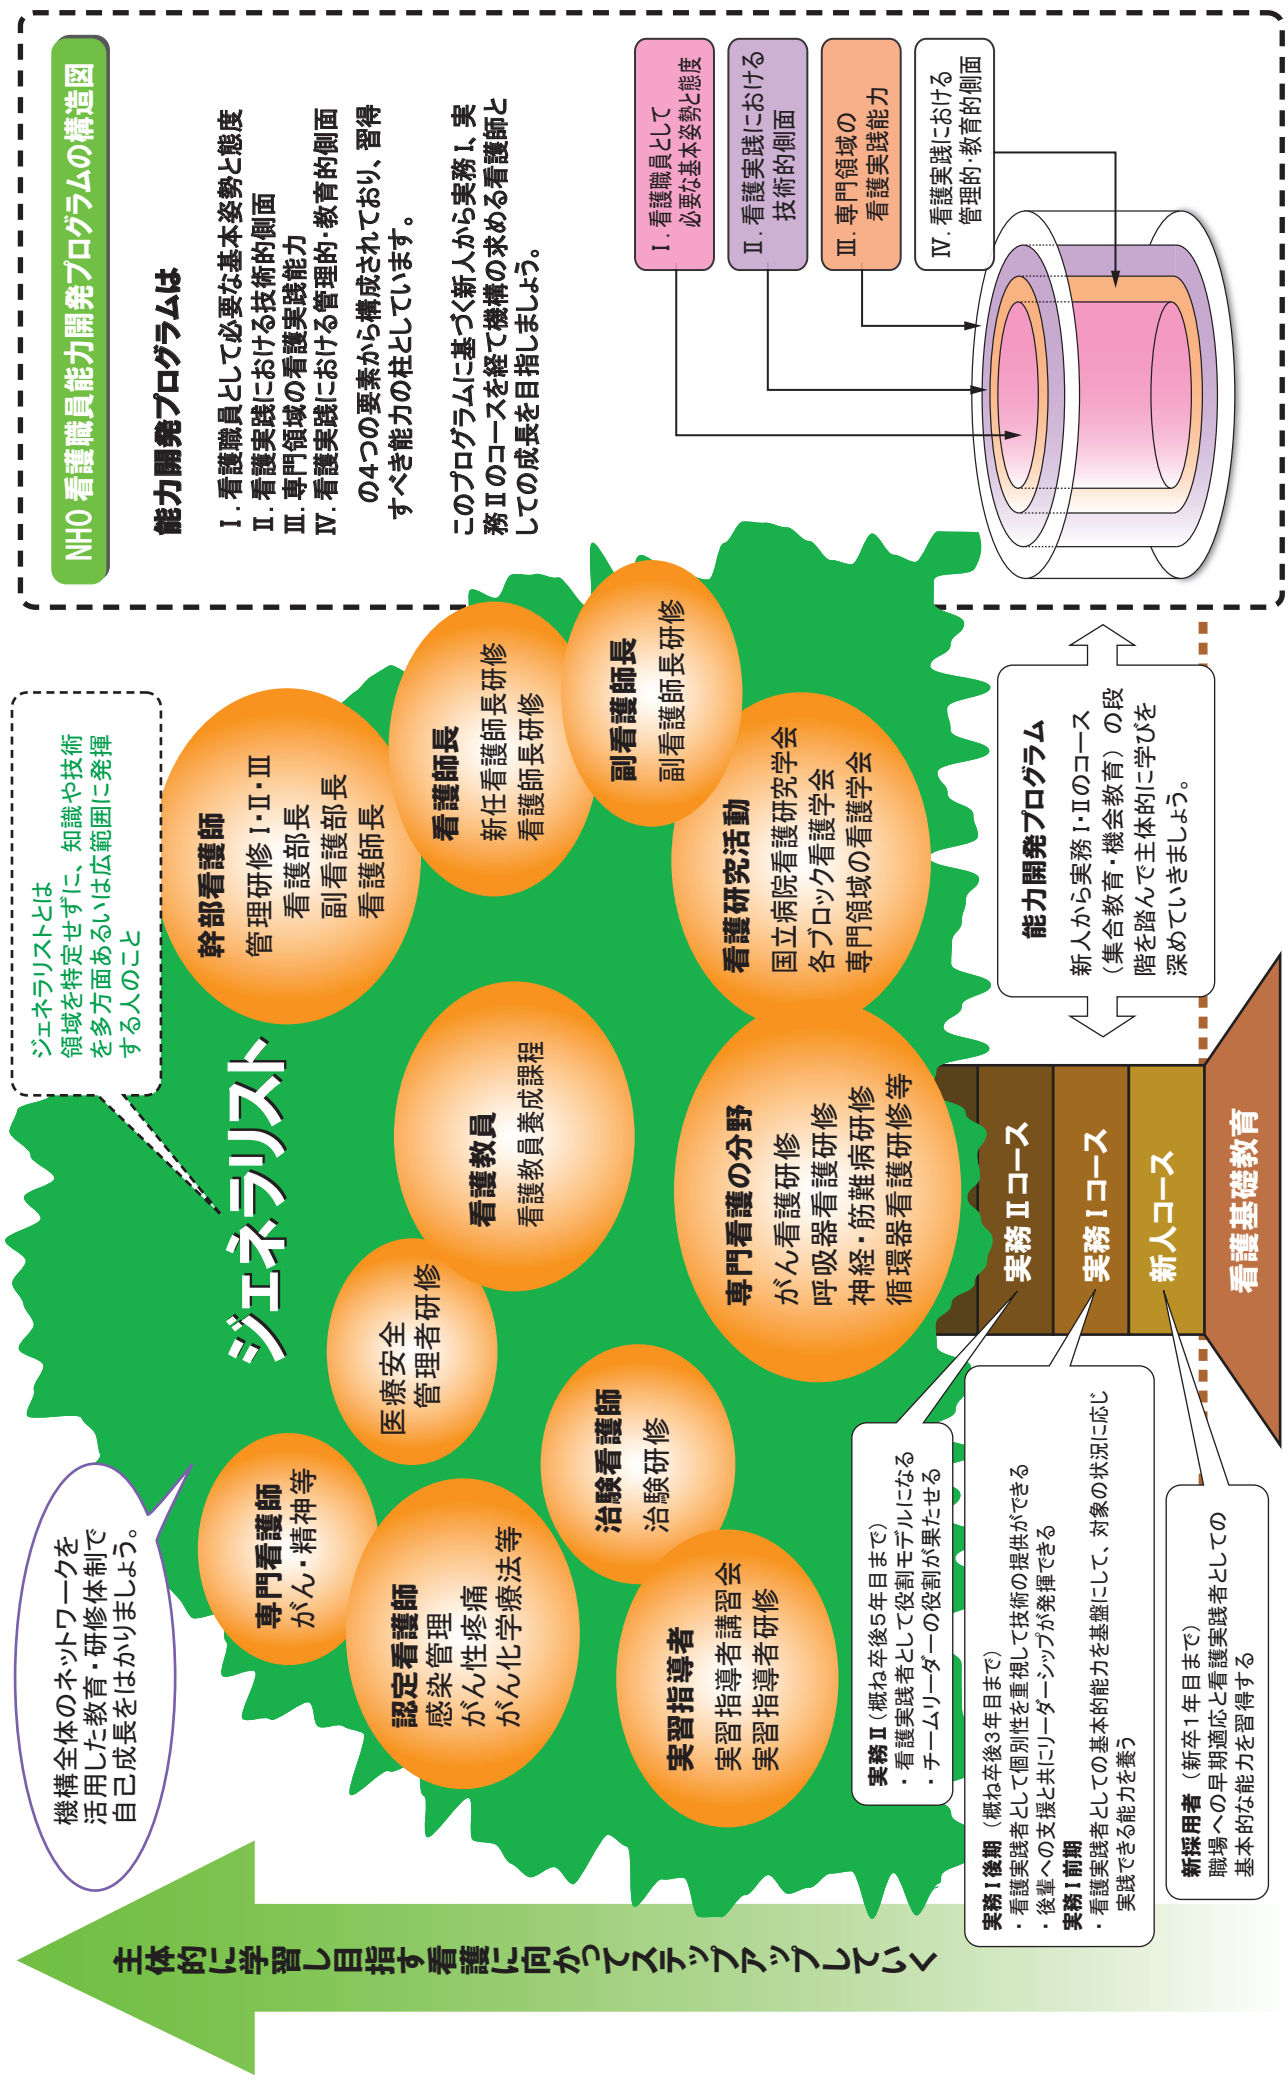 主体的に学習し目指す看護に向かってステップアップしていく
機構全体のネットワークを
活用した教育・研修体制で
自己成長をはかりましょう。
ジェネラリスト
ジェネラリストとは
領域を特定せずに、知識や技術
を多方面あるいは広範囲に発揮
する人のこと
専門看護師
がん・精神等
認定看護師
感染管理
がん性疼痛
がん化学療法等
医療安全
管理者研修
看護教員
看護教員養成課程
幹部看護師
管理研修Ⅰ・Ⅱ・Ⅲ
看護部長
副看護部長
看護師長
看護師長
新任看護師長研修
看護師長研修
副看護師長
副看護師長研修
治験看護師
治験研修
実習指導者
実習指導者講習会
実習指導者研修
専門看護の分野
がん看護研修
呼吸器看護研修
神経・筋難病研修
循環器看護研修等
看護研究活動
国立病院看護研究学会
各ブロック看護学会
専門領域の看護学会
実務Ⅱ（概ね卒後5年目まで）
・看護実践者として役割モデルになる
・チームリーダーの役割が果たせる
実務Ⅰ後期（概ね卒後3年目まで）
・看護実践者として個別性を重視して技術の提供ができる
・後輩への支援と共にリーダーシップが発揮できる
実務Ⅰ前期
・看護実践者としての基本的能力を基盤にして、対象の状況に応じ
実践できる能力を養う
新採用者（新卒1年目まで）
職場への早期適応と看護実践者としての
基本的な能力を習得する
実務Ⅱコース
実務Ⅰコース
新人コース
看護基礎教育
能力開発プログラム
新人から実務Ⅰ・Ⅱのコース
（集合教育・機会教育）の段
階を踏んで主体的に学びを
深めていきましょう。
NHO 看護職員能力開発プログラムの構造図
能力開発プログラムは
Ⅰ. 看護職員として必要な基本姿勢と態度
Ⅱ. 看護実践における技術的側面
Ⅲ. 専門領域の看護実践能力
Ⅳ. 看護実践における管理的・教育的側面
の4つの要素から構成されており、習得
すべき能力の柱としています。
このプログラムに基づく新人から実務Ⅰ、実
務Ⅱのコースを経て機構の求める看護師と
しての成長を目指しましょう。
Ⅰ. 看護職員として
必要な基本姿勢と態度
Ⅱ. 看護実践における
技術的側面
Ⅲ. 専門領域の
看護実践能力
Ⅳ. 看護実践における
管理的・教育的側面